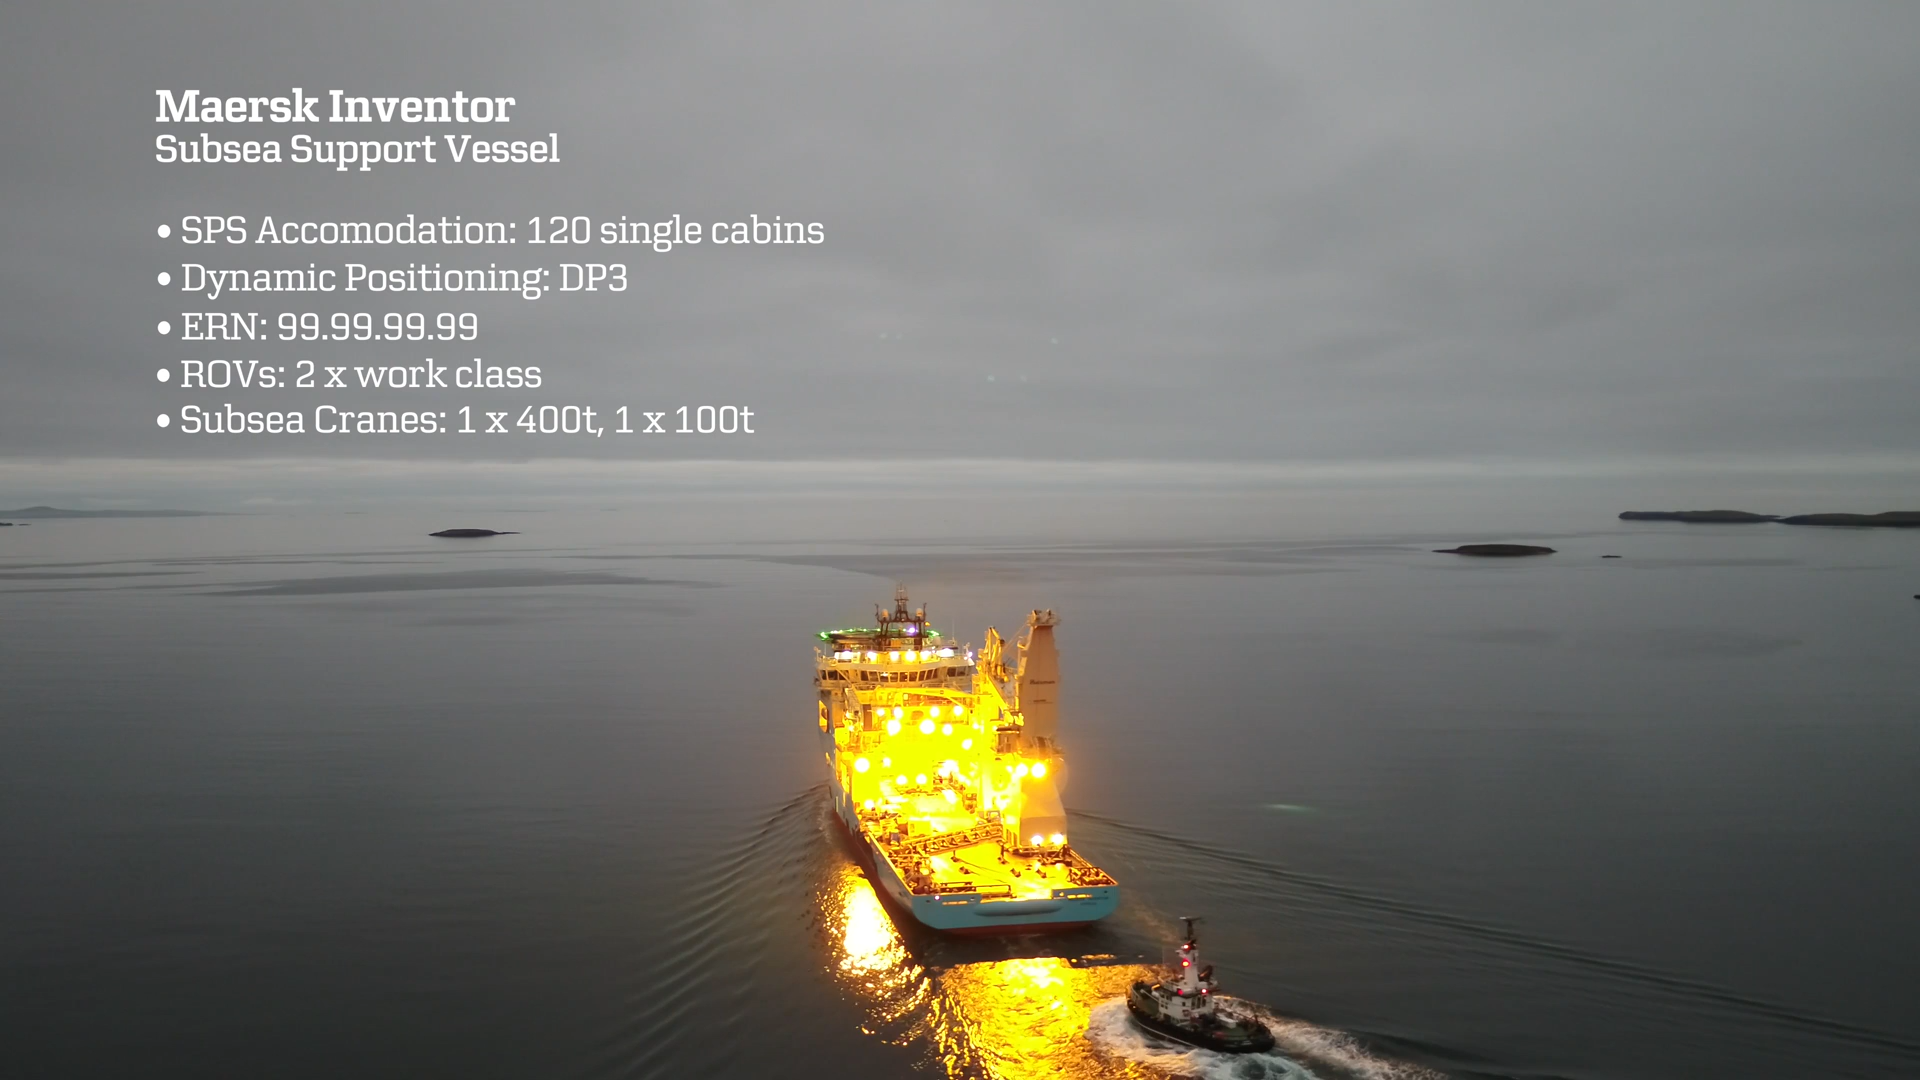 Maersk Inventor
Subsea Support Vessel
• SPS Accomodation: 120 single cabins
• Dynamic Positioning: DP3
• ERN: 99.99.99.99
• ROVs: 2 x work class
• Subsea Cranes: 1 x 400t, 1 x 100t